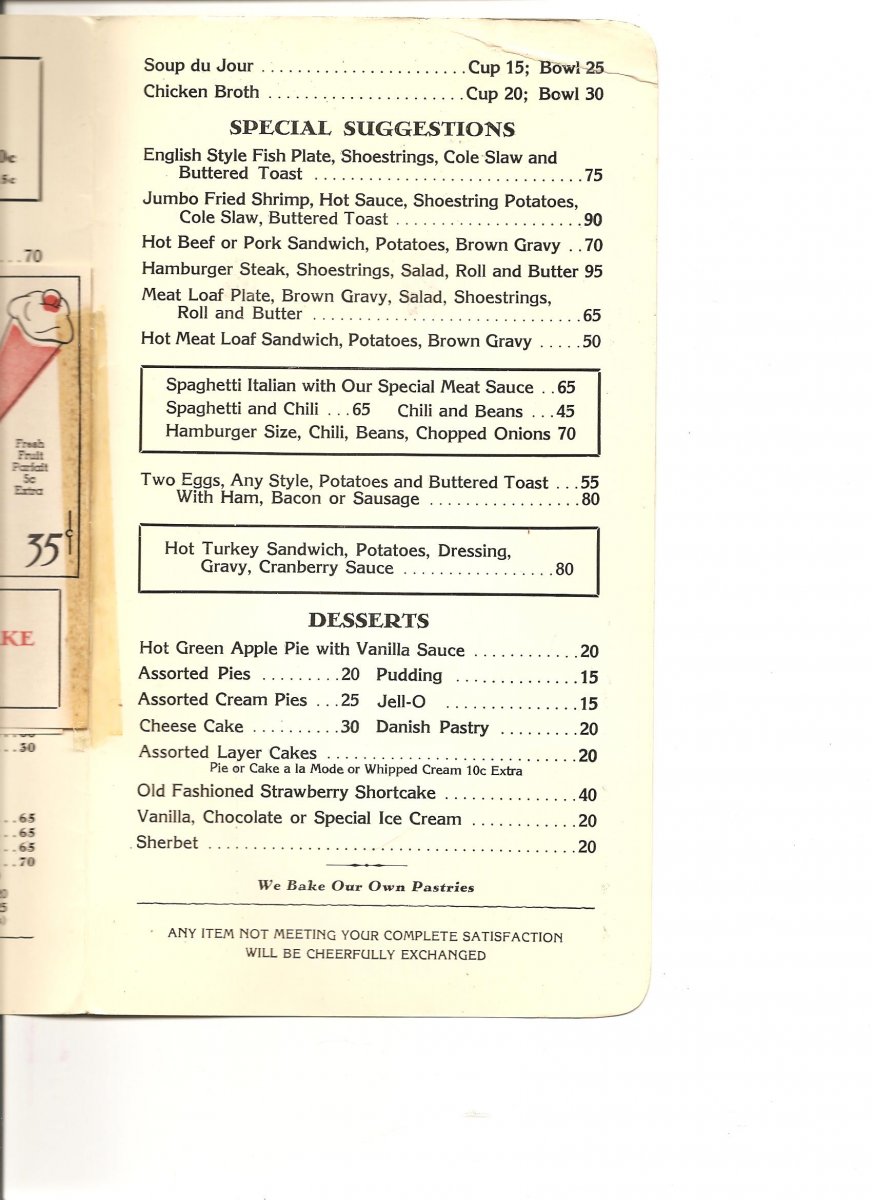 Soup du Jour ....................... Cup 15; Bowl 25
Chicken Broth ...................... Cup 20; Bowl 30
SPECIAL SUGGESTIONS
English Style Fish Plate, Shoestrings, Cole Slaw and
Buttered Toast ............................. 75
Jumbo Fried Shrimp, Hot Sauce, Shoestring Potatoes,
Cole Slaw, Buttered Toast .................... 90
Hot Beef or Pork Sandwich, Potatoes, Brown Gravy .. 70
Hamburger Steak, Shoestrings, Salad, Roll and Butter 95
Meat Loaf Plate, Brown Gravy, Salad, Shoestrings,
Roll and Butter ............................. 65
Hot Meat Loaf Sandwich, Potatoes, Brown Gravy ..... 50
Spaghetti Italian with Our Special Meat Sauce .. 65
Spaghetti and Chili ... 65 Chili and Beans ... 45
Hamburger Size, Chili, Beans, Chopped Onions 70
Two Eggs, Any Style, Potatoes and Buttered Toast ... 55
With Ham, Bacon or Sausage ................. 80
Hot Turkey Sandwich, Potatoes, Dressing,
Gravy, Cranberry Sauce ................. 80
DESSERTS
Hot Green Apple Pie with Vanilla Sauce ............ 20
Assorted Pies ......... 20 Pudding .............. 15
Assorted Cream Pies ... 25 Jell-O ............... 15
Cheese Cake .......... 30 Danish Pastry ......... 20
Assorted Layer Cakes ........................... 20
Pie or Cake a la Mode or Whipped Cream 10c Extra
Old Fashioned Strawberry Shortcake ............... 40
Vanilla, Chocolate or Special Ice Cream ............ 20
Sherbet ........................................ 20
We Bake Our Own Pastries
ANY ITEM NOT MEETING YOUR COMPLETE SATISFACTION
WILL BE CHEERFULLY EXCHANGED
...70
Fresh
Fruit
Parfait
5c
Extra
35¢
KE
..65
..65
..65
..70